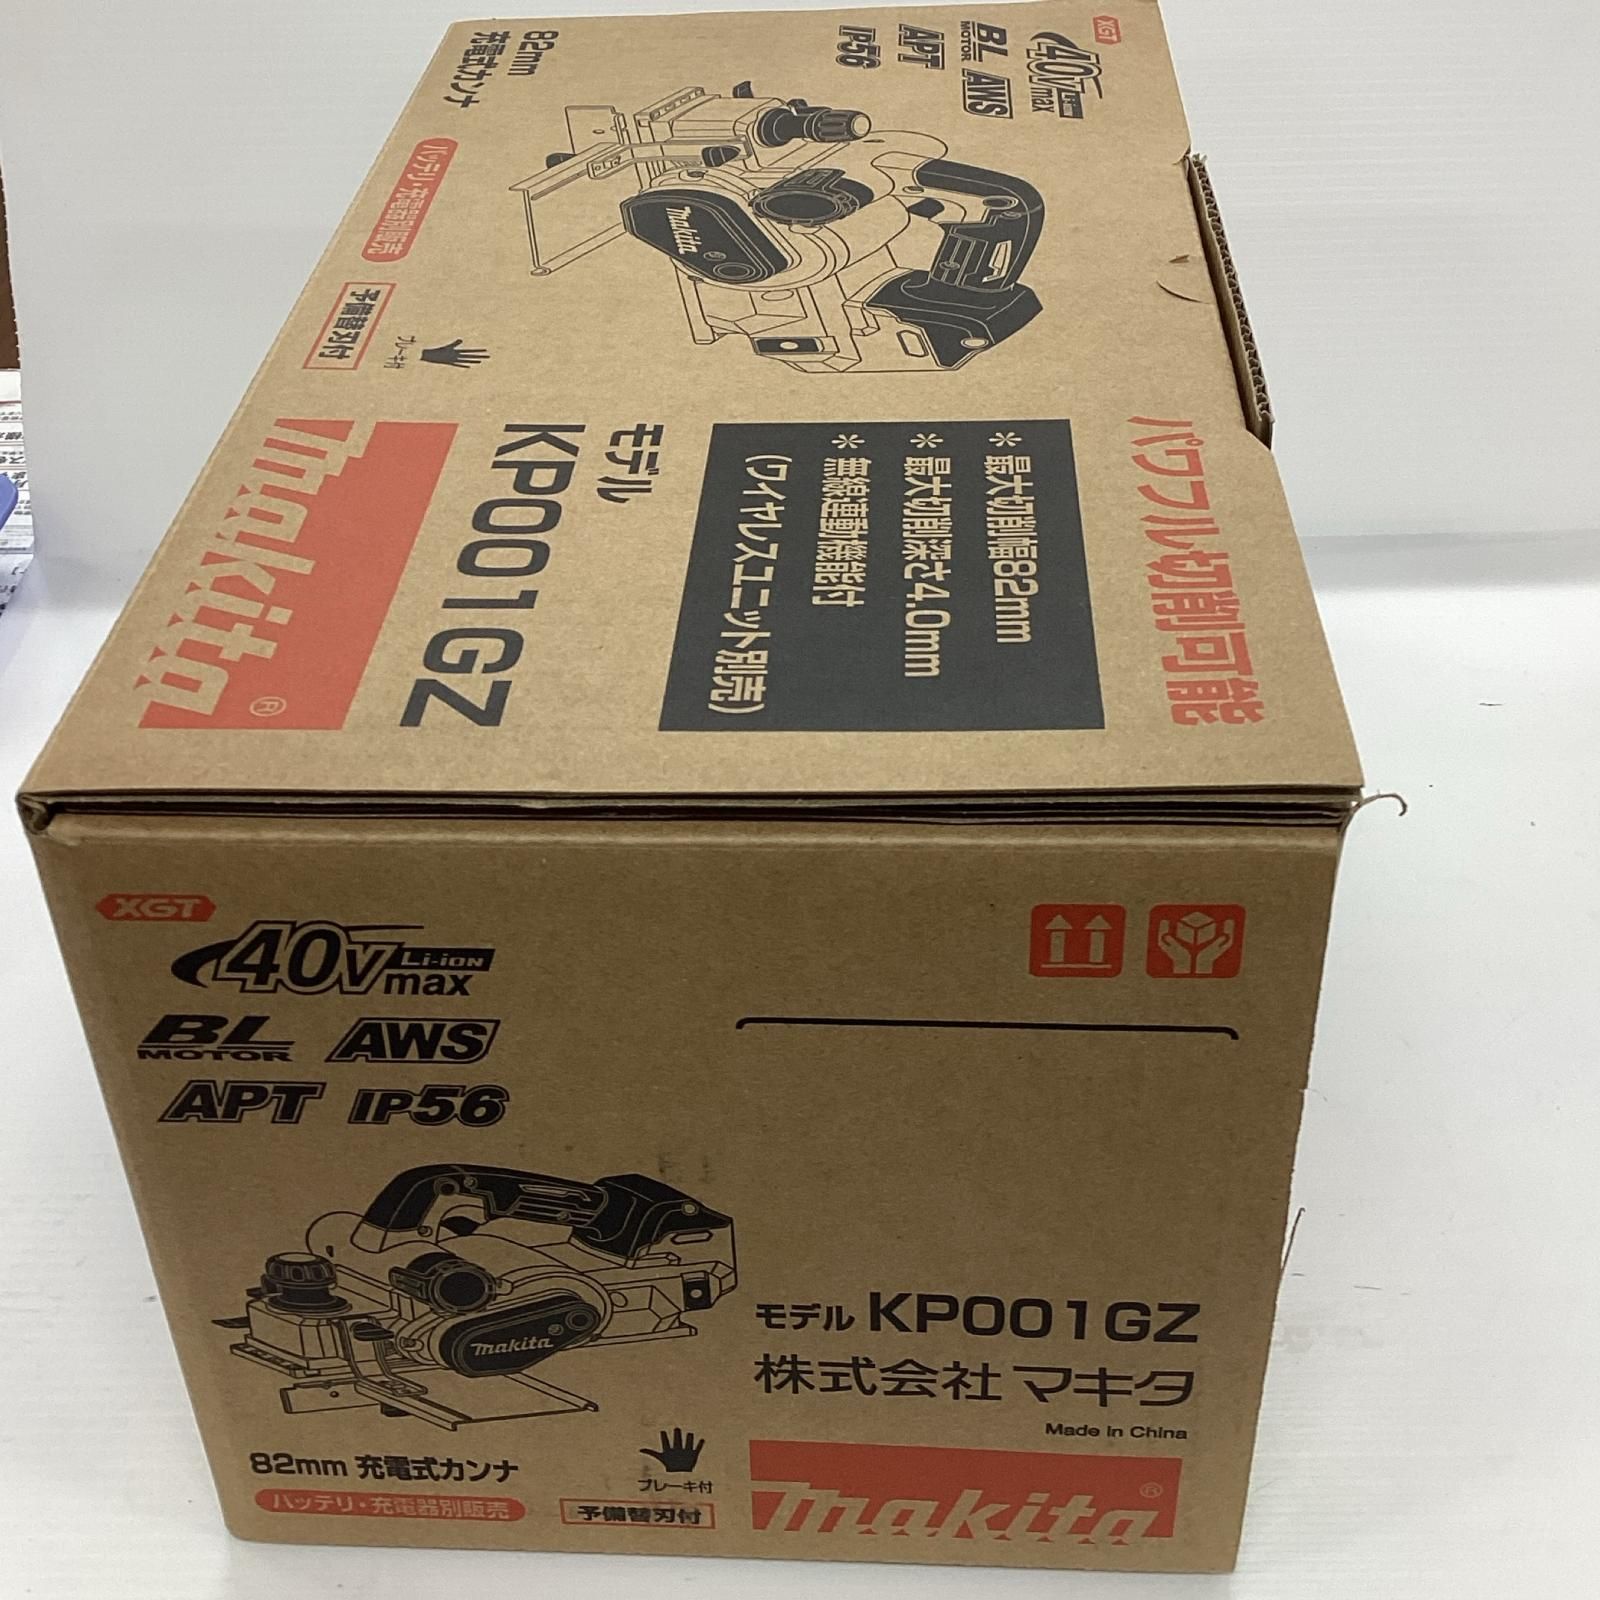 XGT
40Vmax Li-ion
BL MOTOR AWS
APT
IP56
82mm
充電式カンナ
バッテリ・充電器別販売
予備替刃付
ブレーキ付
makita
makita®
モデル
KP001GZ
パワフル切削可能
＊最大切削幅82mm
＊最大切削深さ4.0mm
＊無線連動機能付
(ワイヤレスユニット別売)
XGT
40Vmax Li-ion
BL MOTOR AWS
APT IP56
makita
モデル KP001GZ
株式会社マキタ
Made in China
82mm 充電式カンナ
ブレーキ付
バッテリ・充電器別販売
予備替刃付
makita®